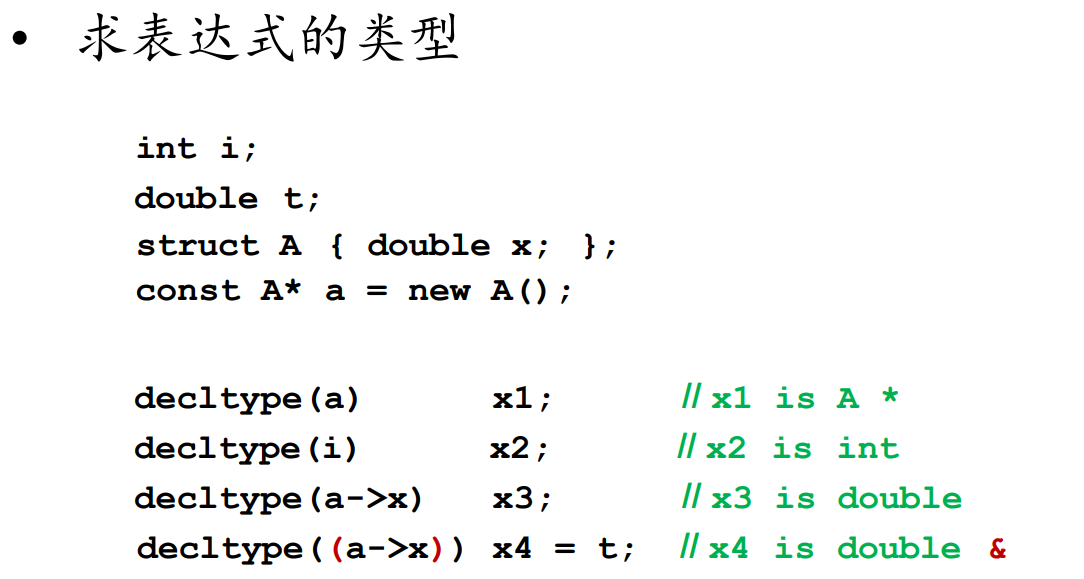 • 求表达式的类型
int i;
double t;
struct A { double x; };
const A* a = new A();
decltype(a) x1; // x1 is A *
decltype(i) x2; // x2 is int
decltype(a->x) x3; // x3 is double
decltype((a->x)) x4 = t; // x4 is double &